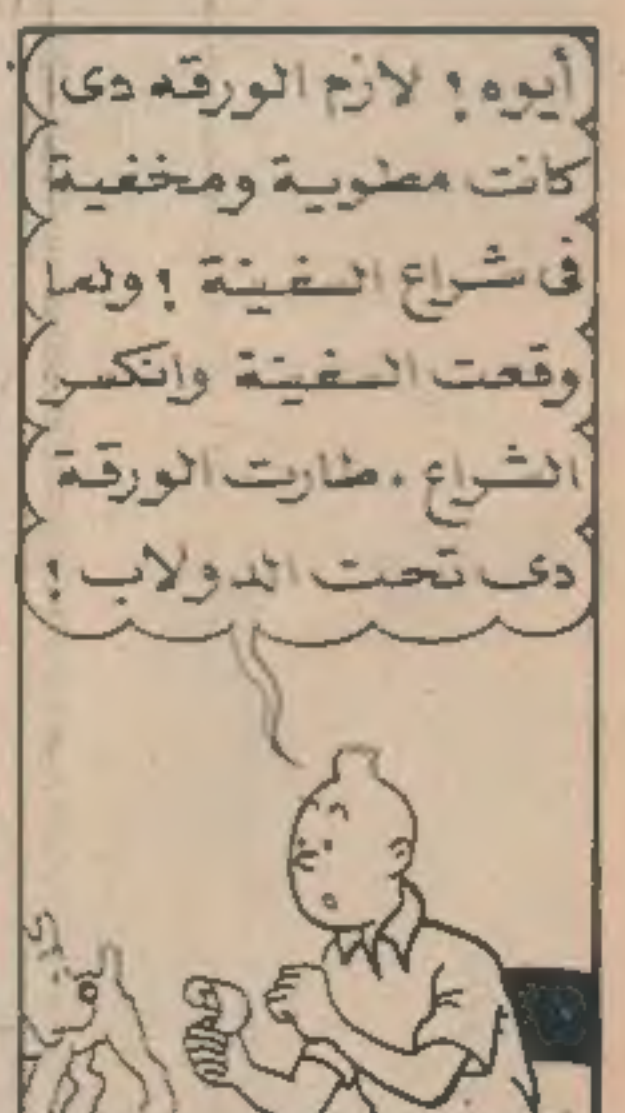 أيوه ! لازم الورقه دى
كانت مطوية ومخفية
فى شراع السفينة ! ولما
وقعت السفينة وانكسر
الشراع . طارت الورقة
دى تحت الدولاب !